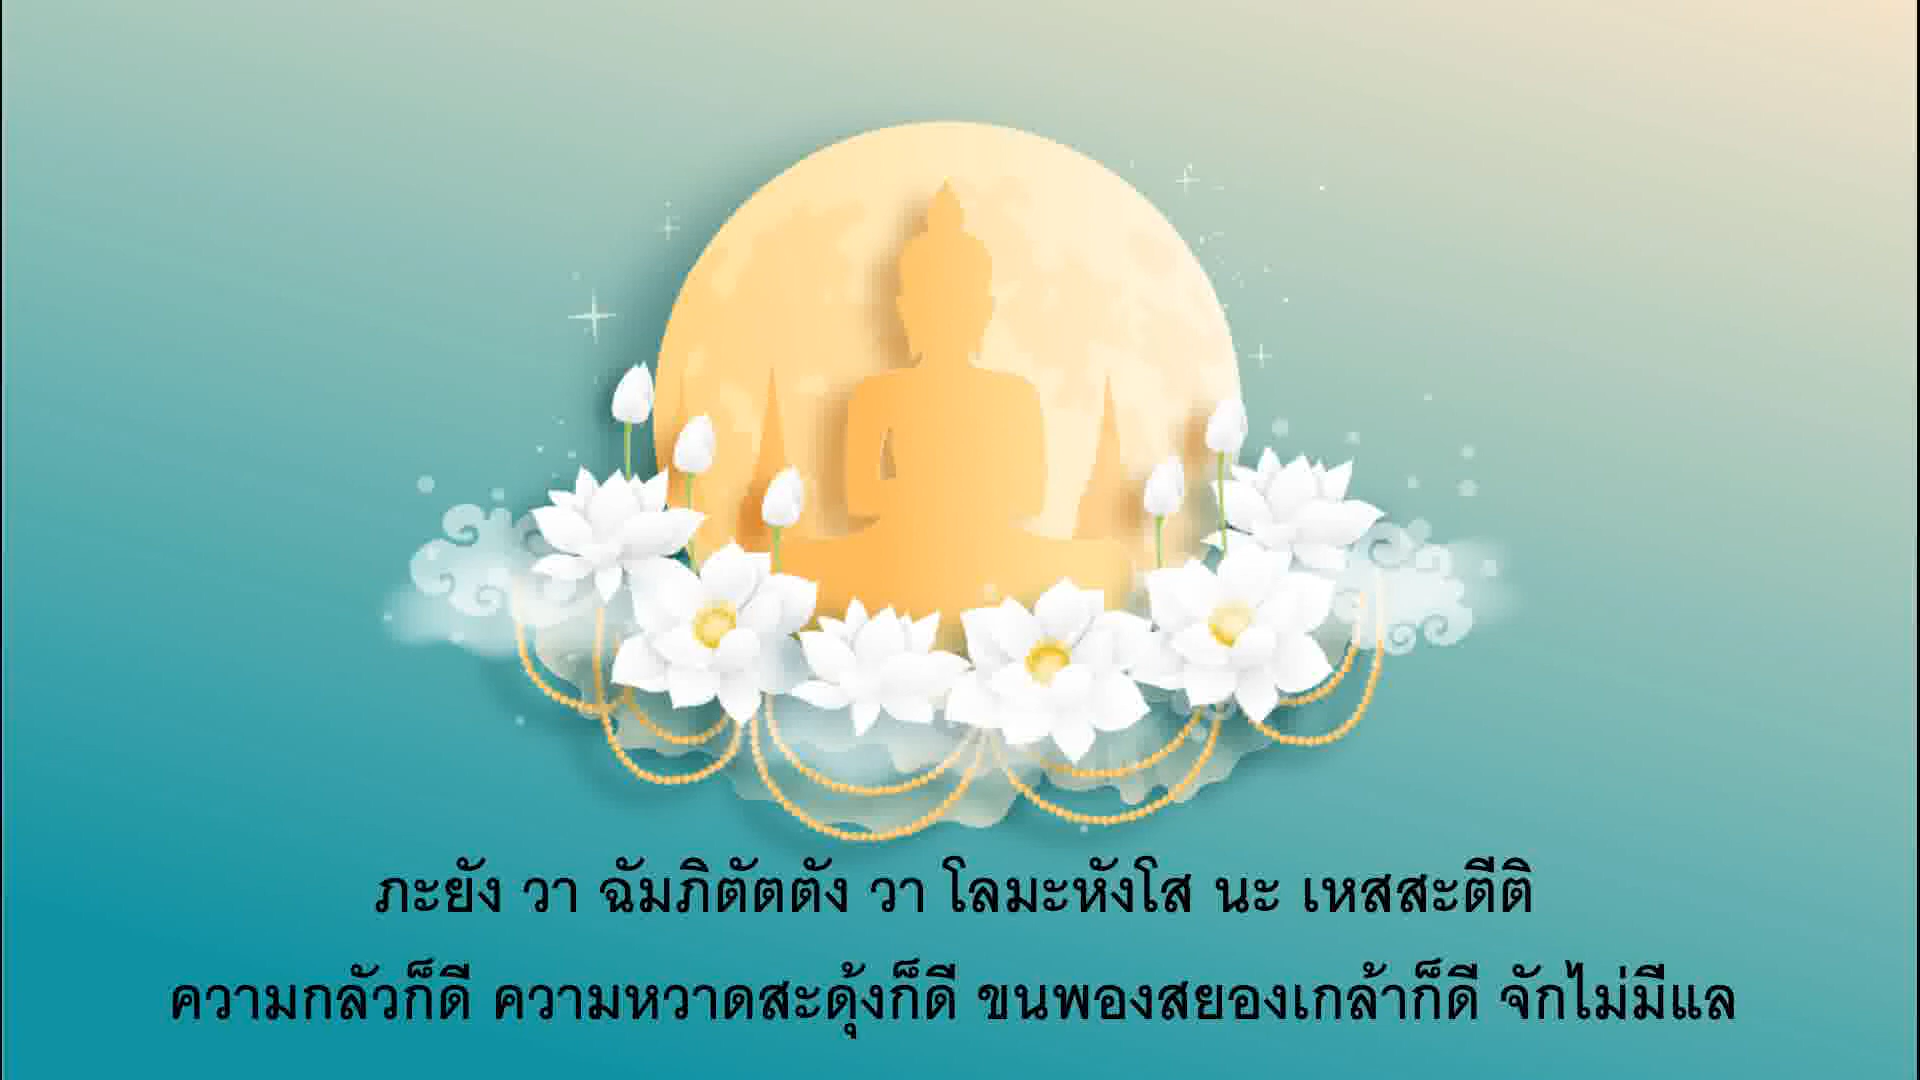 ภะยัง วา ฉัมภิตัตตัง วา โลมะหังโส นะ เหสสะตีติ
ความกลัวก็ดี ความหวาดสะดุ้งก็ดี ขนพองสยองเกล้าก็ดี จักไม่มีแล